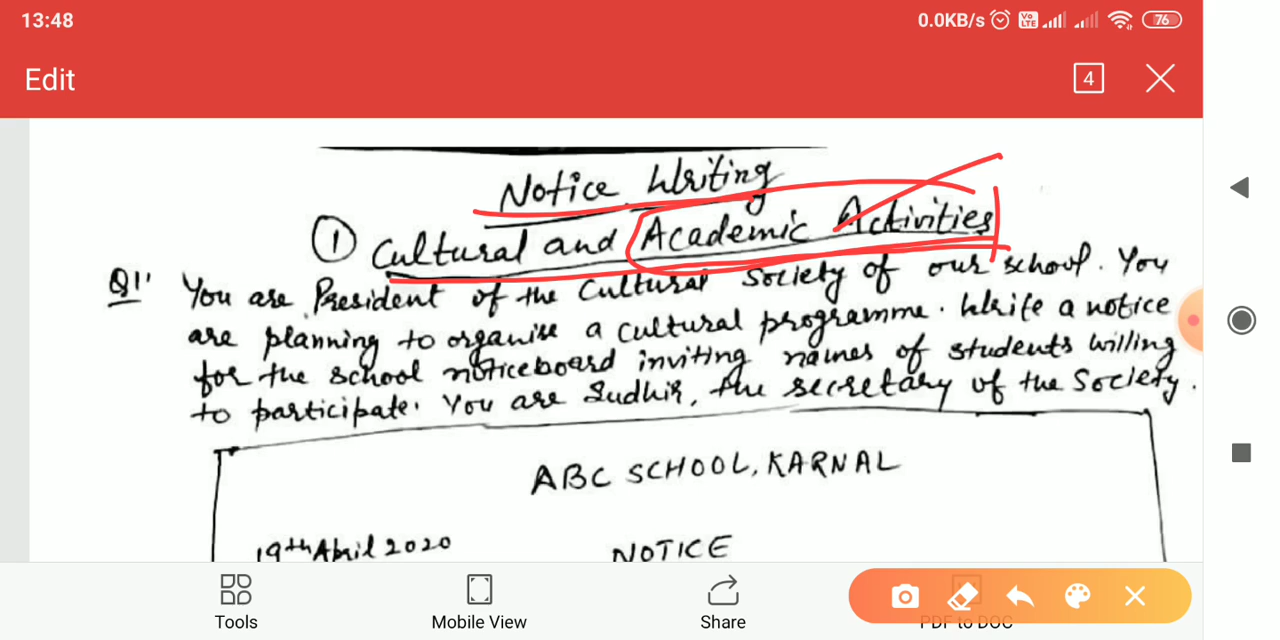 13:48 0.0KB/s Vo LTE 76
Edit 4
Notice Writing
1 Cultural and Academic Activities
Q1' You are President of the Cultural Society of our school. You
are planning to organise a cultural programme. Write a notice
for the school noticeboard inviting names of students willing
to participate. You are Sudhir, the secretary of the Society.
ABC SCHOOL, KARNAL
19th April 2020 NOTICE
Tools Mobile View Share PDF to DOC